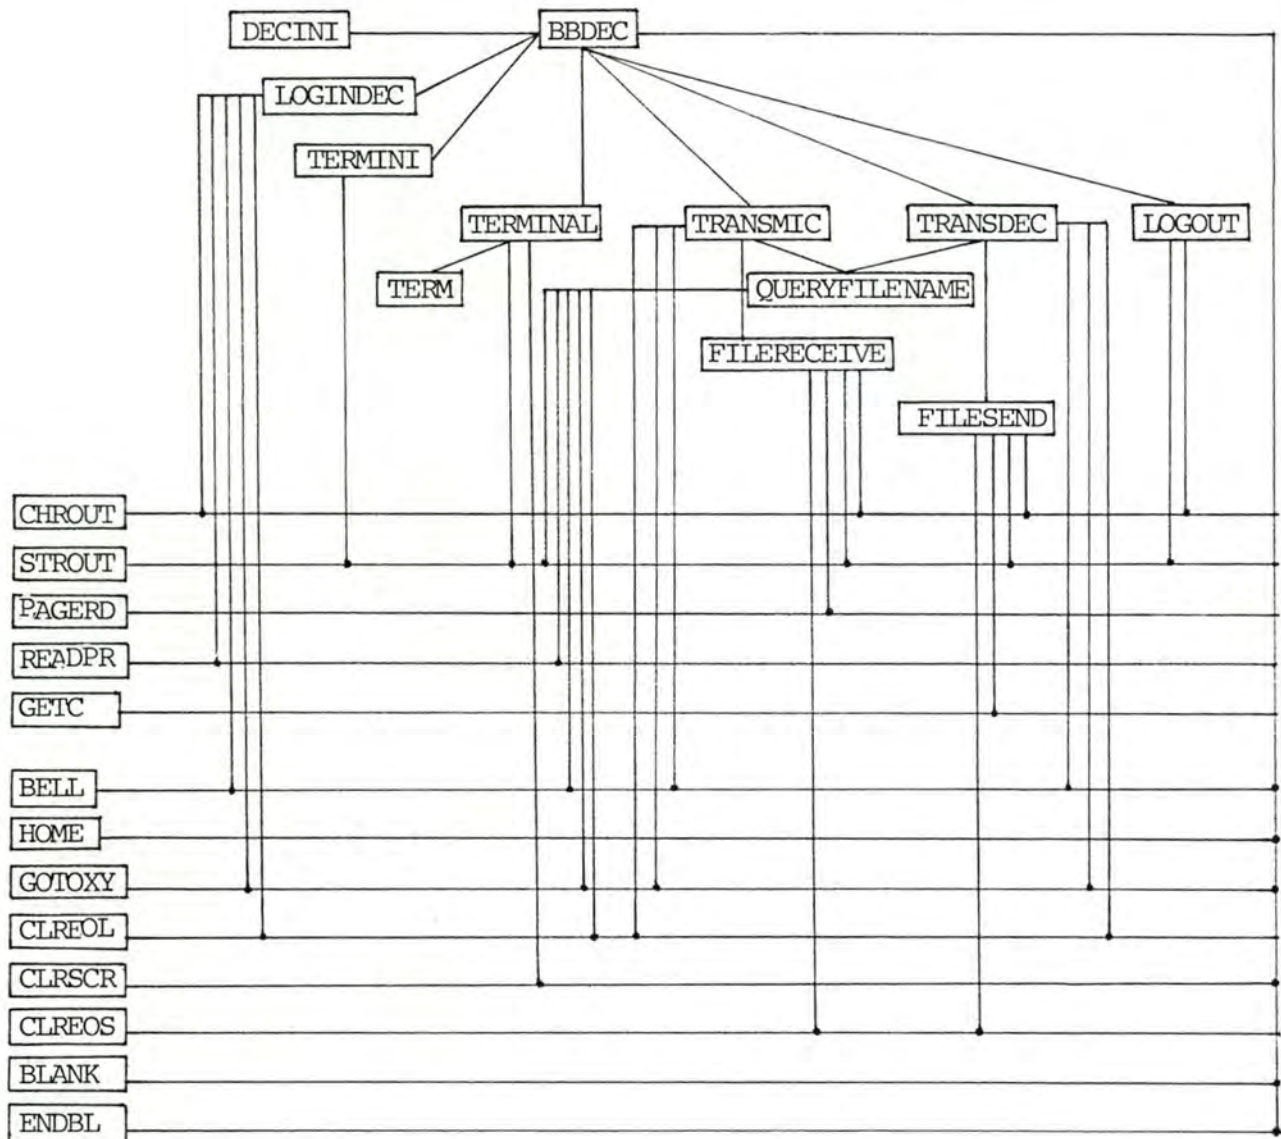 DECINI BBDEC
LOGINDEC
TERMINI
TERMINAL TRANSMIC TRANSDEC LOGOUT
TERM QUERYFILENAME
FILERECEIVE
FILESEND
CHROUT
STROUT
PAGERD
READPR
GETC
BELL
HOME
GOTOXY
CLREOL
CLRSCR
CLREOS
BLANK
ENDBL